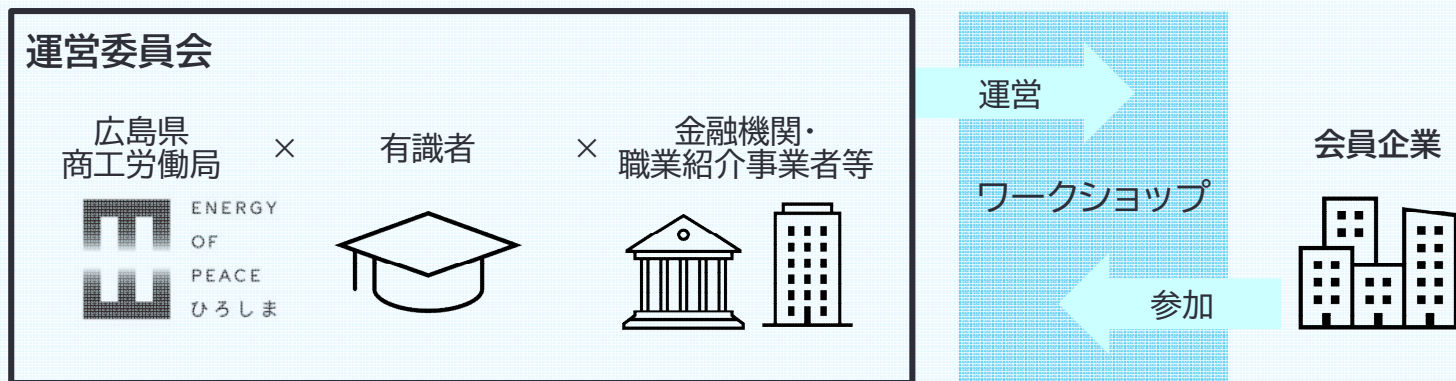 運営委員会
広島県
商工労働局
×
有識者
×
金融機関・
職業紹介事業者等
ENERGY
OF
PEACE
ひろしま
運営
ワークショップ
参加
会員企業